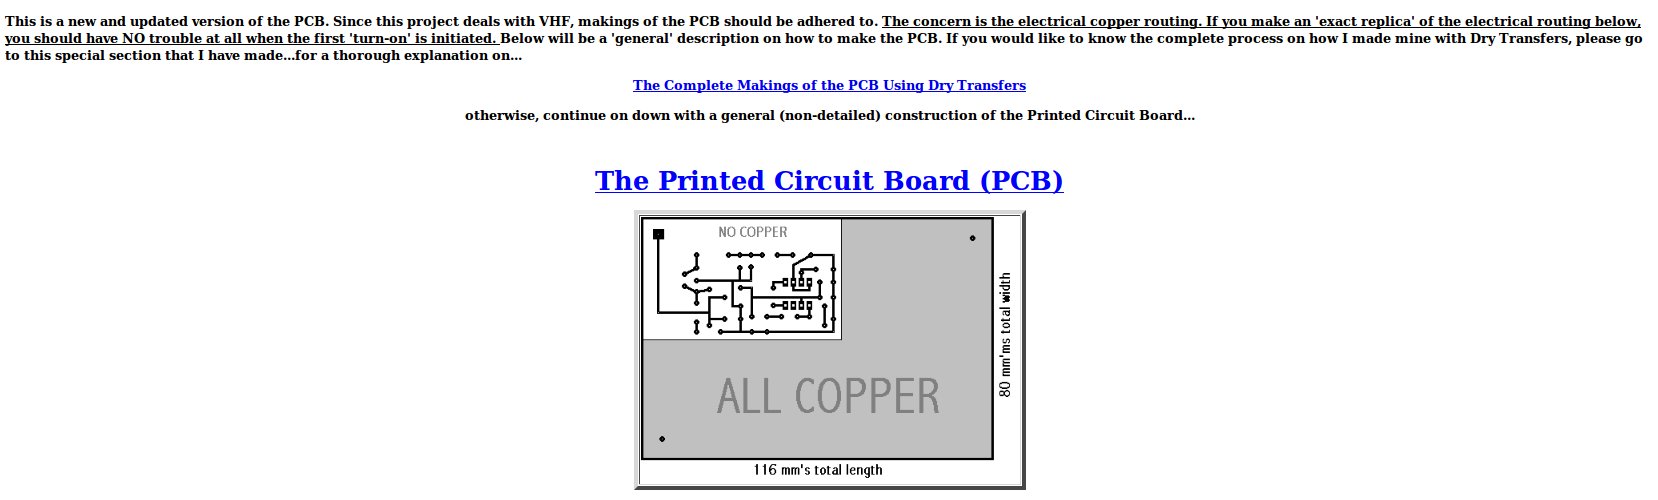 This is a new and updated version of the PCB. Since this project deals with VHF, makings of the PCB should be adhered to. The concern is the electrical copper routing. If you make an 'exact replica' of the electrical routing below,
you should have NO trouble at all when the first 'turn-on' is initiated. Below will be a 'general' description on how to make the PCB. If you would like to know the complete process on how I made mine with Dry Transfers, please go
to this special section that I have made...for a thorough explanation on...
The Complete Makings of the PCB Using Dry Transfers
otherwise, continue on down with a general (non-detailed) construction of the Printed Circuit Board...
The Printed Circuit Board (PCB)
NO COPPER
80 mm'ms total width
ALL COPPER
116 mm's total length